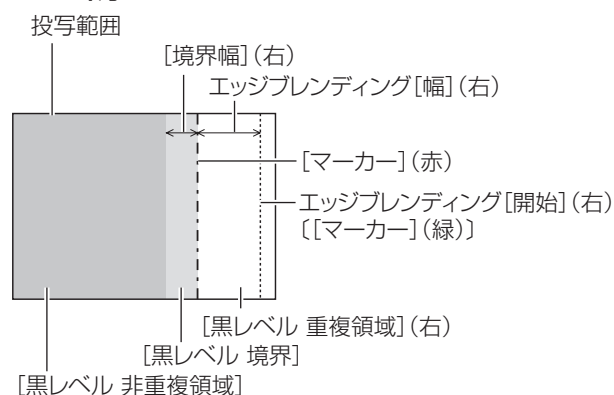 投写範囲
[境界幅](右)
エッジブレンディング[幅](右)
[マーカー](赤)
エッジブレンディング[開始](右)
〔[マーカー](緑)〕
[黒レベル 重複領域](右)
[黒レベル 境界]
[黒レベル 非重複領域]